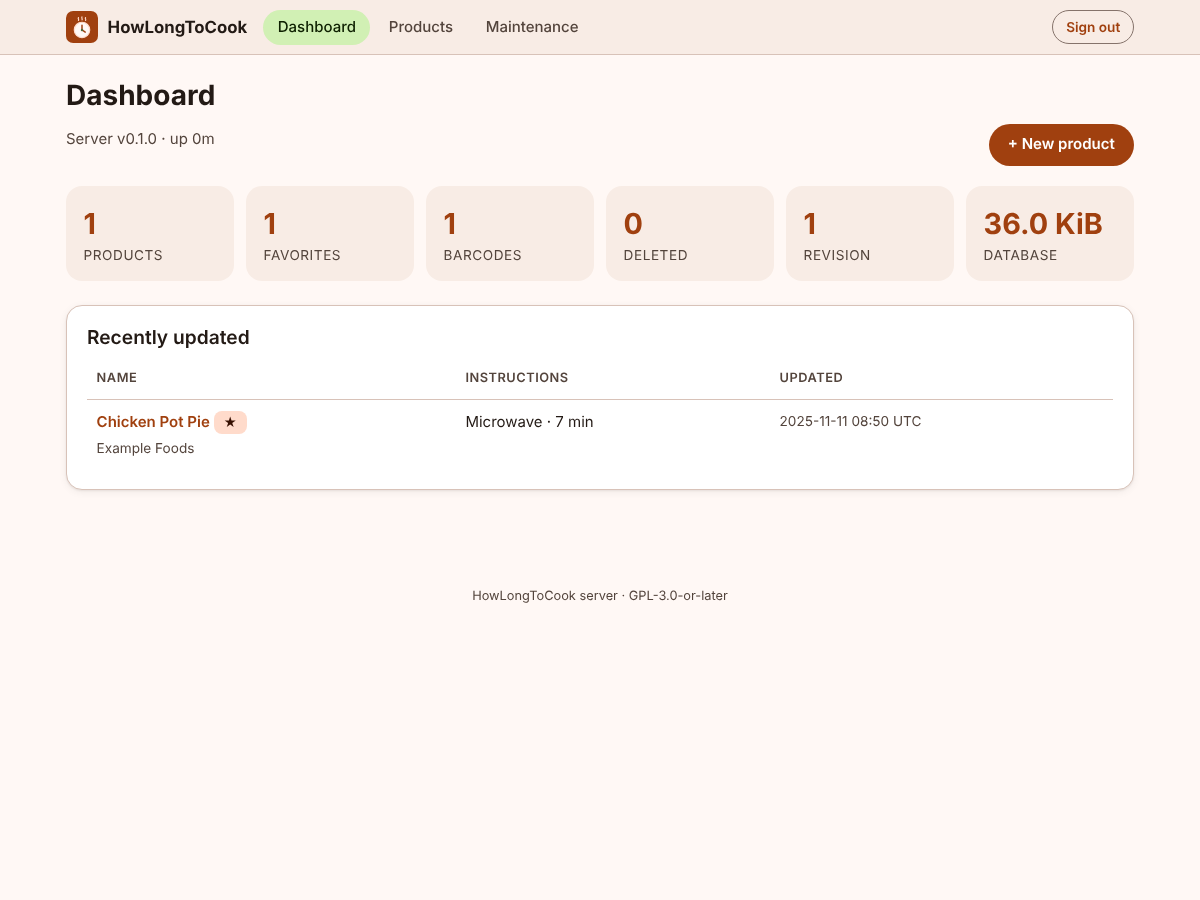 HowLongToCook Dashboard Products Maintenance Sign out
Dashboard
Server v0.1.0 · up 0m
+ New product
1 1 1 0 1 36.0 KiB
PRODUCTS FAVORITES BARCODES DELETED REVISION DATABASE
Recently updated
NAME INSTRUCTIONS UPDATED
Chicken Pot Pie ★ Microwave · 7 min 2025-11-11 08:50 UTC
Example Foods
HowLongToCook server · GPL-3.0-or-later